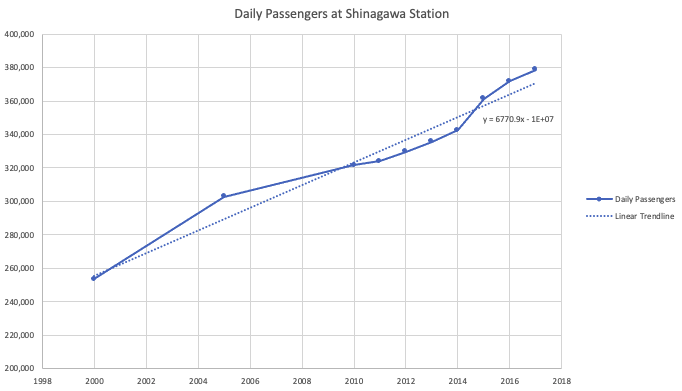 Daily Passengers at Shinagawa Station
400,000
380,000
360,000
340,000
320,000
300,000
280,000
260,000
240,000
220,000
200,000
y = 6770.9x - 1E+07
Daily Passengers
Linear Trendline
1998 2000 2002 2004 2006 2008 2010 2012 2014 2016 2018